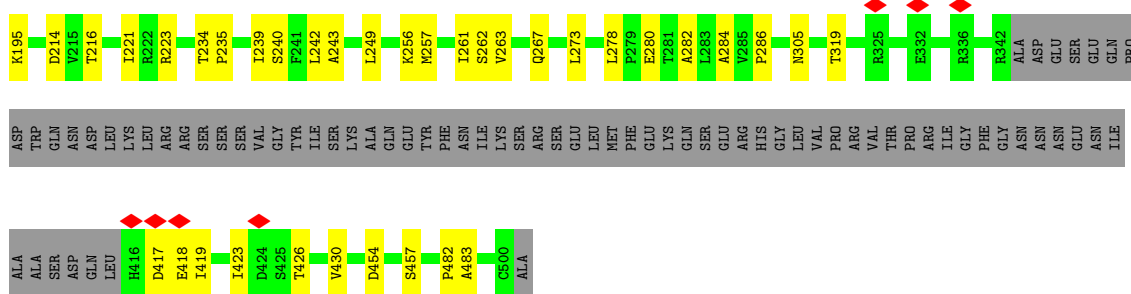 K195 D214 V215 T216 I221 R222 R223 T234 P235 I239 S240 F241 L242 A243 L249 K256 M257 I261 S262 V263 Q267 L273 L278 P279 E280 T281 A282 L283 A284 V285 P286 N305 T319 R325 E332 R336 R342 ALA ASP GLU SER GLU GLN PRO
ASP TRP GLN ASN ASP LEU LYS LEU ARG ARG SER SER SER VAL GLY TYR ILE SER LYS ALA GLN GLU TYR PHE ASN ILE LYS SER ARG SER GLU LEU MET PHE GLU LYS GLN SER GLU ARG HIS GLY LEU VAL PRO ARG VAL THR PRO ARG ILE GLY PHE GLY ASN ASN ASN GLU ASN ILE
ALA ALA SER ASP GLN LEU H416 D417 E418 I419 I423 D424 S425 T426 V430 D454 S457 P482 A483 C500 ALA